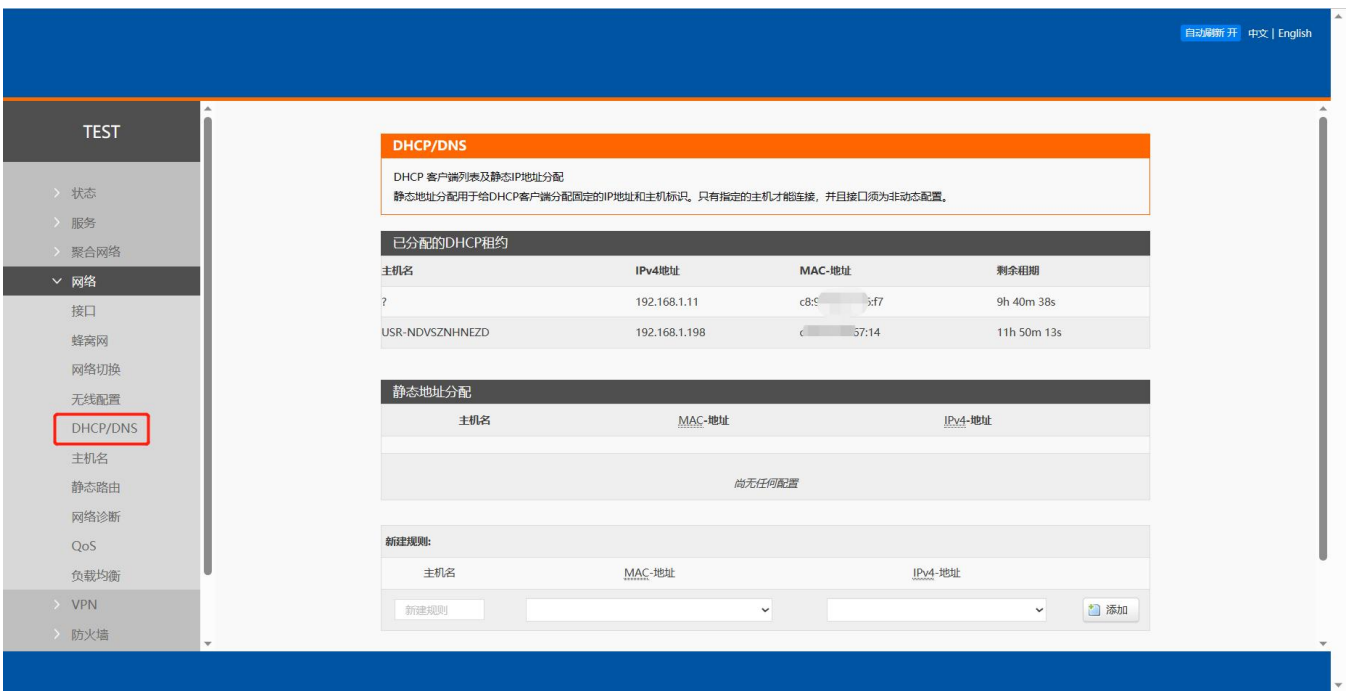 自动刷新 开 中文 | English
TEST
状态
服务
聚合网络
网络
接口
蜂窝网
网络切换
无线配置
DHCP/DNS
主机名
静态路由
网络诊断
QoS
负载均衡
VPN
防火墙
DHCP/DNS
DHCP 客户端列表及静态IP地址分配
静态地址分配用于给DHCP客户端分配固定的IP地址和主机标识。只有指定的主机才能连接，并且接口须为非动态配置。
已分配的DHCP租约
主机名 IPv4地址 MAC-地址 剩余租期
? 192.168.1.11 c8:9 :f7 9h 40m 38s
USR-NDVSZNHNEZD 192.168.1.198 57:14 11h 50m 13s
静态地址分配
主机名 MAC-地址 IPv4-地址
尚无任何配置
新建规则:
主机名 MAC-地址 IPv4-地址
新建规则 添加